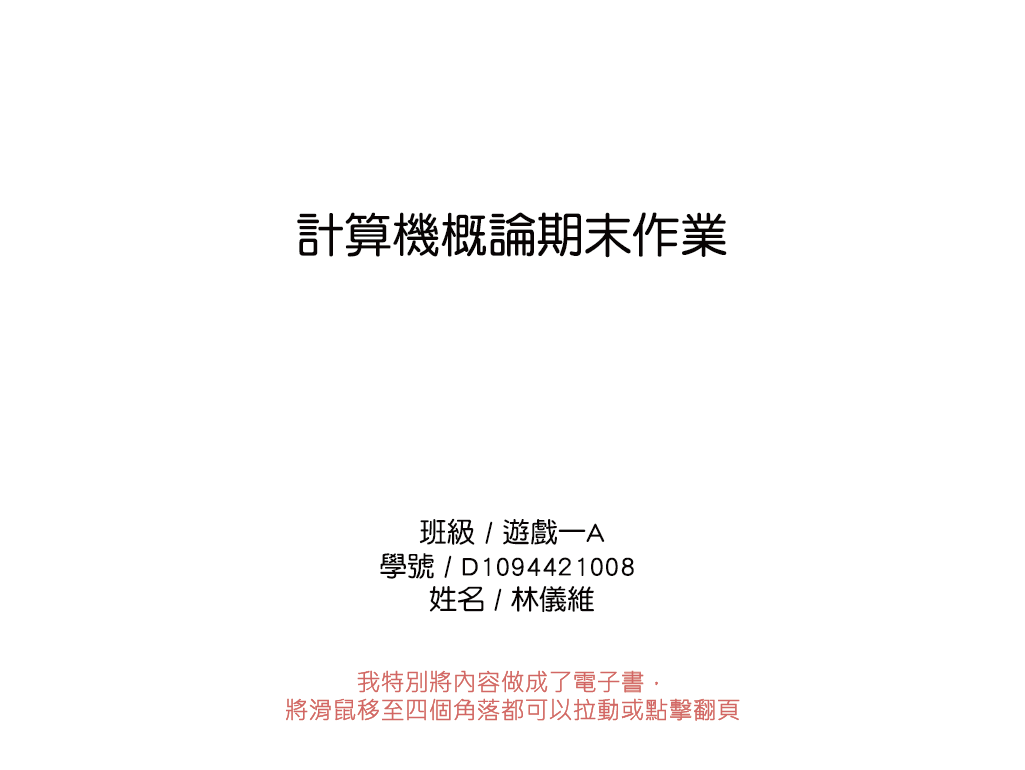 計算機概論期末作業
班級 / 遊戲一A
學號 / D1094421008
姓名 / 林儀維
我特別將內容做成了電子書，
將滑鼠移至四個角落都可以拉動或點擊翻頁